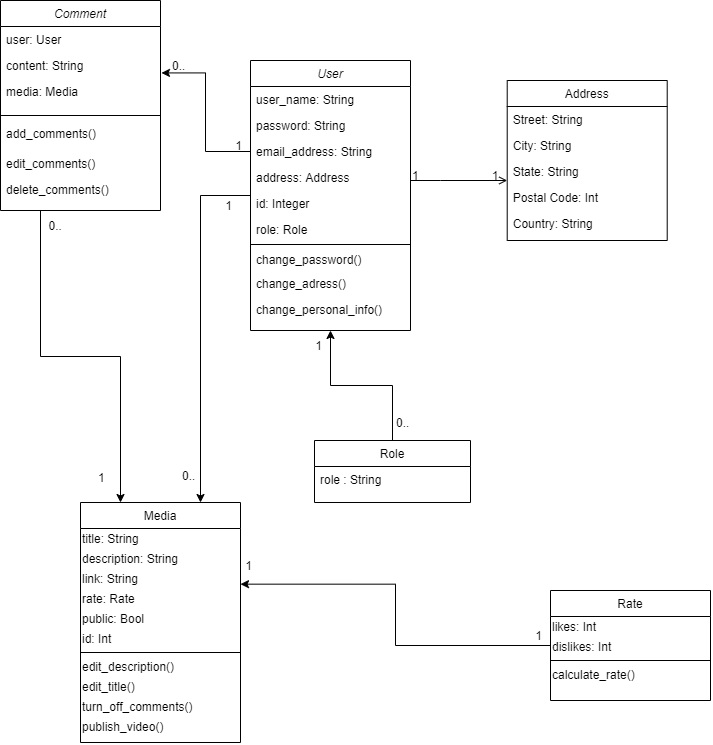 Comment
user: User
content: String
media: Media
add_comments()
edit_comments()
delete_comments()
0..
1
User
user_name: String
password: String
email_address: String
address: Address
id: Integer
role: Role
change_password()
change_adress()
change_personal_info()
1
1
1
Address
Street: String
City: String
State: String
Postal Code: Int
Country: String
0..
1
0..
Role
role : String
1
0..
Media
title: String
description: String
link: String
rate: Rate
public: Bool
id: Int
edit_description()
edit_title()
turn_off_comments()
publish_video()
1
1
Rate
likes: Int
dislikes: Int
calculate_rate()